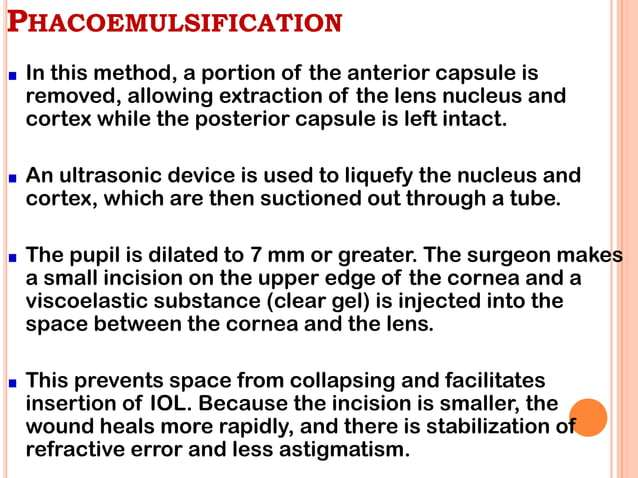 PHACOEMULSIFICATION
In this method, a portion of the anterior capsule is
removed, allowing extraction of the lens nucleus and
cortex while the posterior capsule is left intact.
An ultrasonic device is used to liquefy the nucleus and
cortex, which are then suctioned out through a tube.
The pupil is dilated to 7 mm or greater. The surgeon makes
a small incision on the upper edge of the cornea and a
viscoelastic substance (clear gel) is injected into the
space between the cornea and the lens.
This prevents space from collapsing and facilitates
insertion of IOL. Because the incision is smaller, the
wound heals more rapidly, and there is stabilization of
refractive error and less astigmatism.